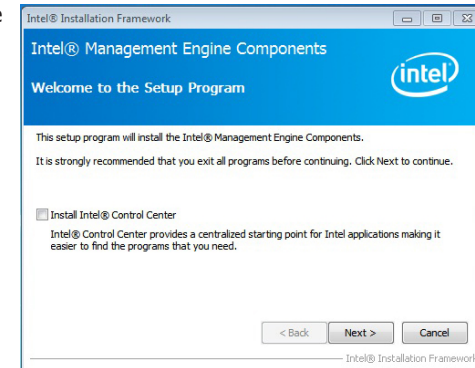 e
Intel® Installation Framework
Intel® Management Engine Components
Welcome to the Setup Program
intel
This setup program will install the Intel® Management Engine Components.
It is strongly recommended that you exit all programs before continuing. Click Next to continue.
Install Intel® Control Center
Intel® Control Center provides a centralized starting point for Intel applications making it
easier to find the programs that you need.
< Back Next > Cancel
Intel® Installation Framework